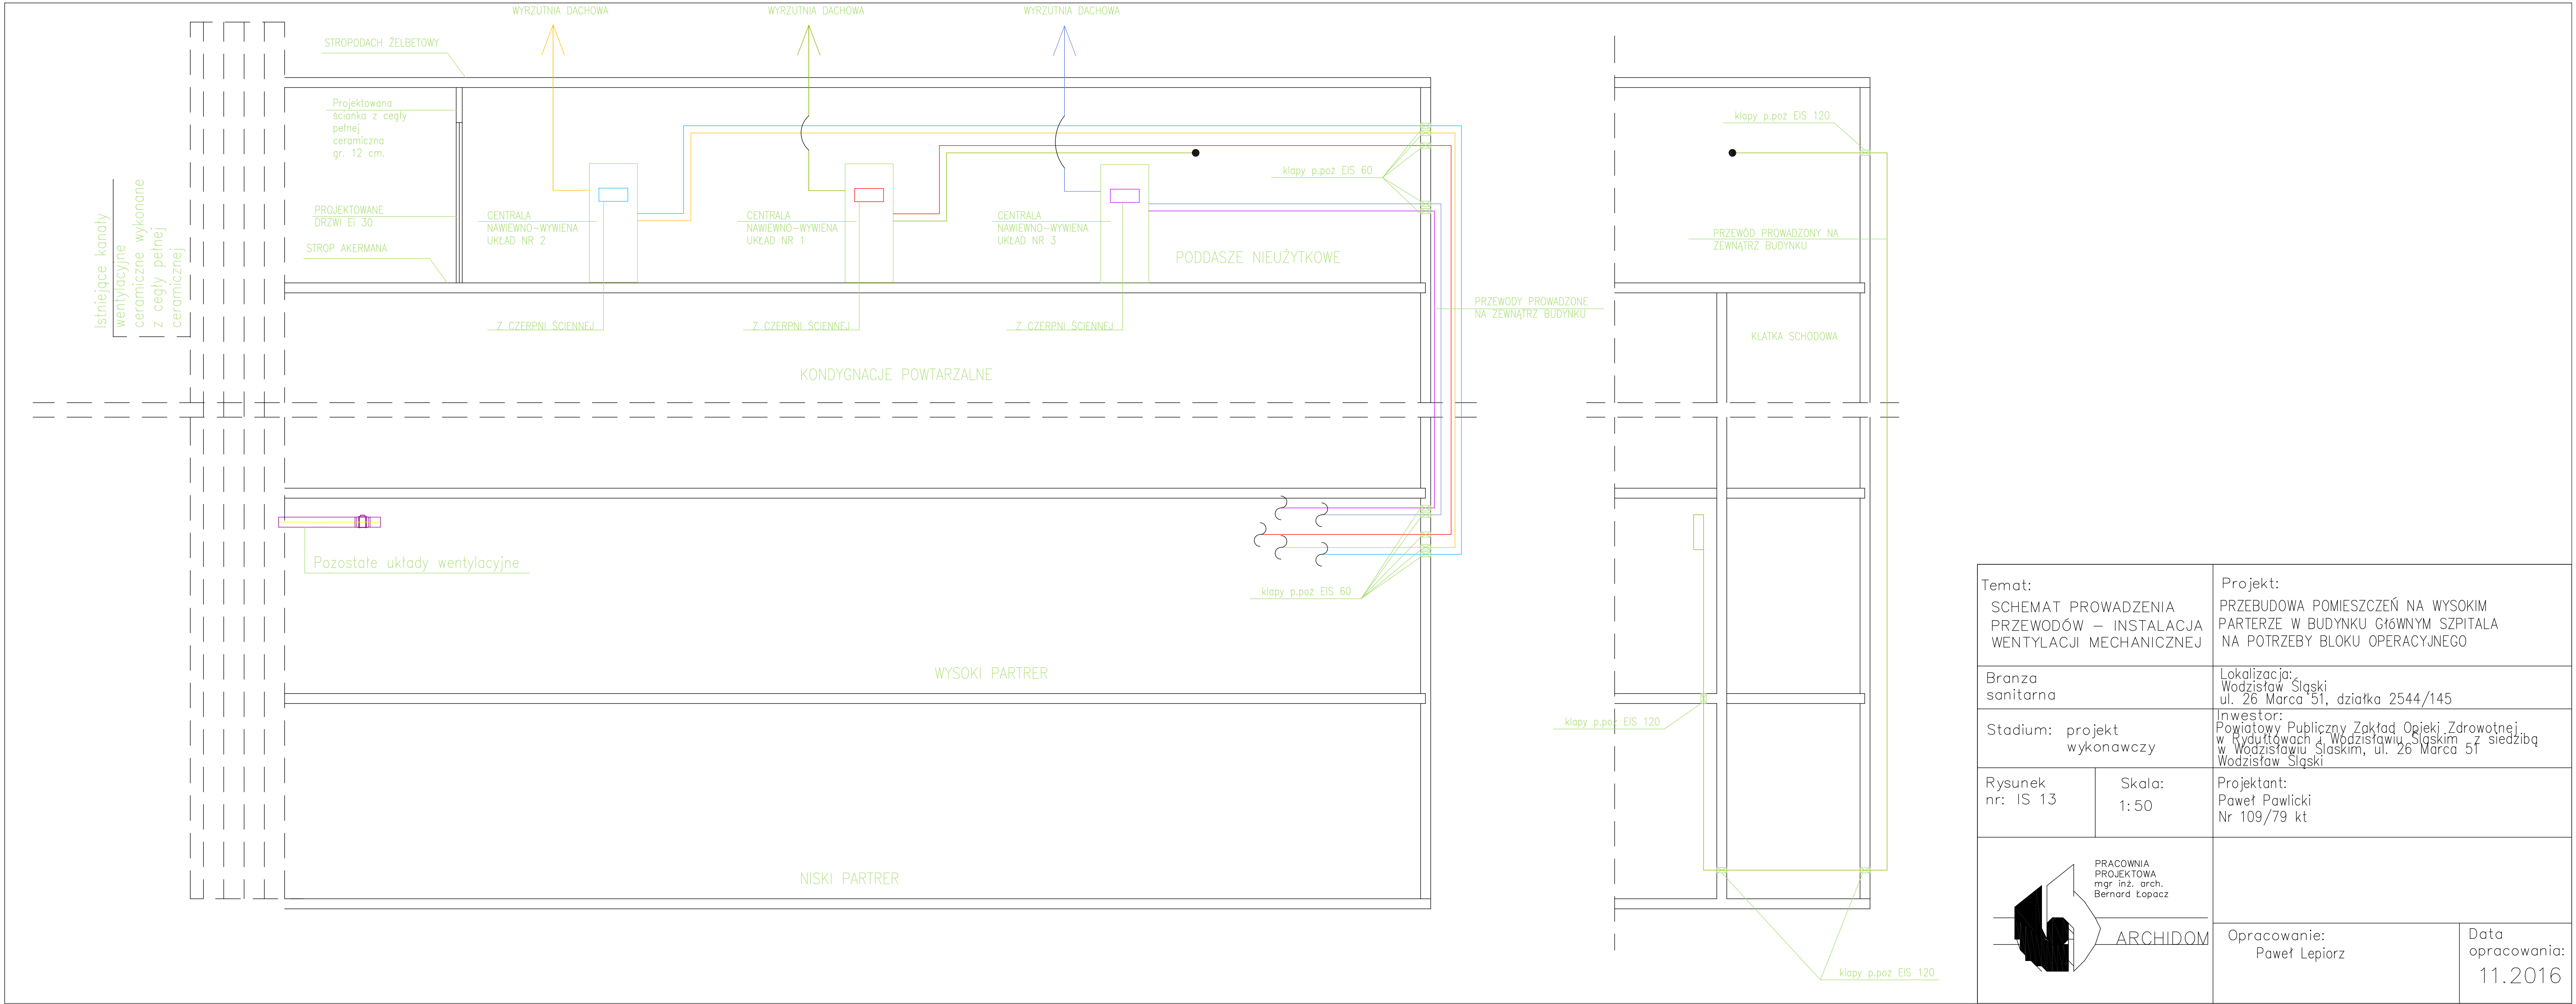 WYRZUTNIA DACHOWA
WYRZUTNIA DACHOWA
WYRZUTNIA DACHOWA
STROPODACH ŻELBETOWY
Projektowana
ścianka z cegły
pełnej
ceramiczna
gr. 12 cm.
PROJEKTOWANE
DRZWI EI 30
STROP AKERMANA
Istniejące kanały
wentylacyjne
ceramiczne wykonane
z cegły pełnej
ceramicznej
CENTRALA
NAWIEWNO-WYWIENA
UKŁAD NR 2
CENTRALA
NAWIEWNO-WYWIENA
UKŁAD NR 1
CENTRALA
NAWIEWNO-WYWIENA
UKŁAD NR 3
klapy p.poż EIS 60
PODDASZE NIEUŻYTKOWE
Z CZERPNI ŚCIENNEJ
Z CZERPNI ŚCIENNEJ
Z CZERPNI ŚCIENNEJ
PRZEWODY PROWADZONE
NA ZEWNĄTRZ BUDYNKU
KONDYGNACJE POWTARZALNE
Pozostałe układy wentylacyjne
klapy p.poż EIS 60
WYSOKI PARTRER
NISKI PARTRER
klapy p.poż EIS 120
PRZEWÓD PROWADZONY NA
ZEWNĄTRZ BUDYNKU
KLATKA SCHODOWA
klapy p.poż EIS 120
klapy p.poż EIS 120
Temat:
SCHEMAT PROWADZENIA
PRZEWODÓW – INSTALACJA
WENTYLACJI MECHANICZNEJ
Projekt:
PRZEBUDOWA POMIESZCZEŃ NA WYSOKIM
PARTERZE W BUDYNKU GłóWNYM SZPITALA
NA POTRZEBY BLOKU OPERACYJNEGO
Branza
sanitarna
Lokalizacja:
Wodzisław Śląski
ul. 26 Marca 51, działka 2544/145
Stadium: projekt
wykonawczy
Inwestor:
Powiatowy Publiczny Zakład Opieki Zdrowotnej
w Rydułtowach i Wodzisławiu Śląskim z siedzibą
w Wodzisławiu Ślaskim, ul. 26 Marca 51
Wodzisław Śląski
Rysunek
nr: IS 13
Skala:
1:50
Projektant:
Paweł Pawlicki
Nr 109/79 kt
PRACOWNIA
PROJEKTOWA
mgr inż. arch.
Bernard Łopacz
ARCHIDOM
Opracowanie:
Paweł Lepiorz
Data
opracowania:
11.2016